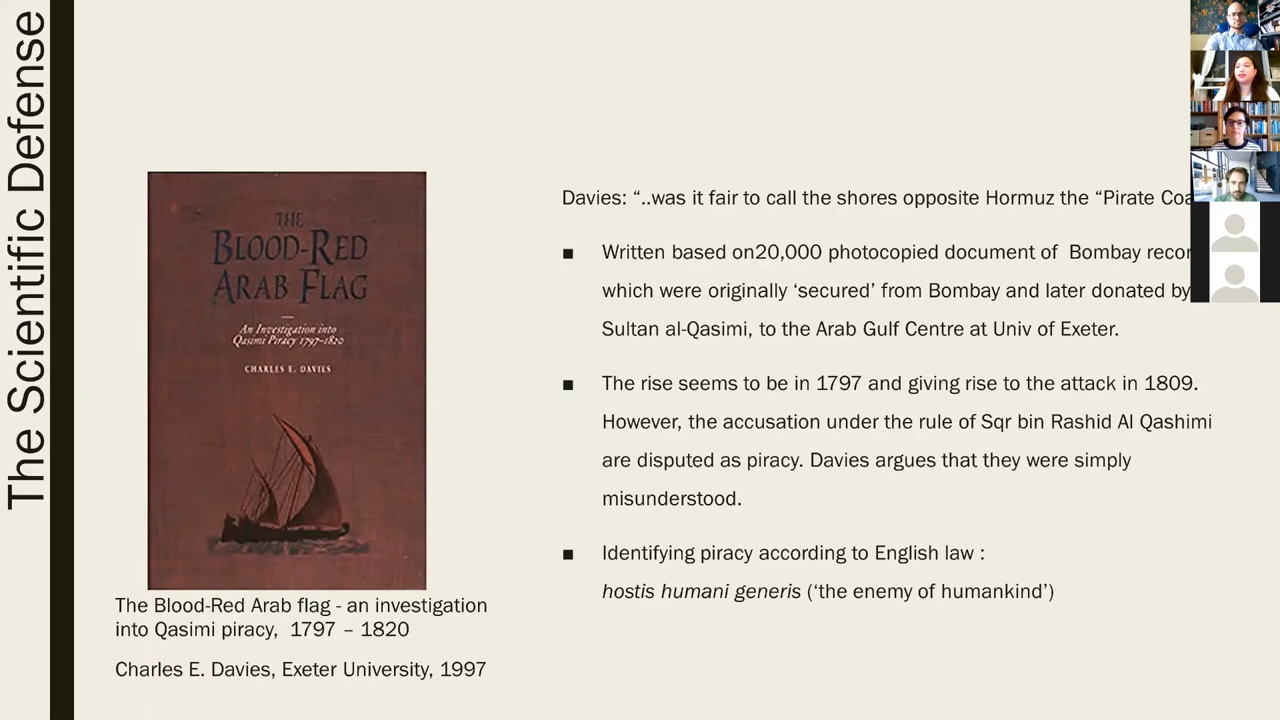 The Scientific Defense
THE
BLOOD-RED
ARAB FLAG
An Investigation into
Qasimi Piracy 1797–1820
CHARLES E. DAVIES
The Blood-Red Arab flag - an investigation
into Qasimi piracy,  1797 – 1820
Charles E. Davies, Exeter University, 1997
Davies: “..was it fair to call the shores opposite Hormuz the “Pirate
■ Written based on20,000 photocopied document of  Bombay
which were originally ‘secured’ from Bombay and later donated by
Sultan al-Qasimi, to the Arab Gulf Centre at Univ of Exeter.
■ The rise seems to be in 1797 and giving rise to the attack in 1809.
However, the accusation under the rule of Sqr bin Rashid Al Qashimi
are disputed as piracy. Davies argues that they were simply
misunderstood.
■ Identifying piracy according to English law :
hostis humani generis (‘the enemy of humankind’)